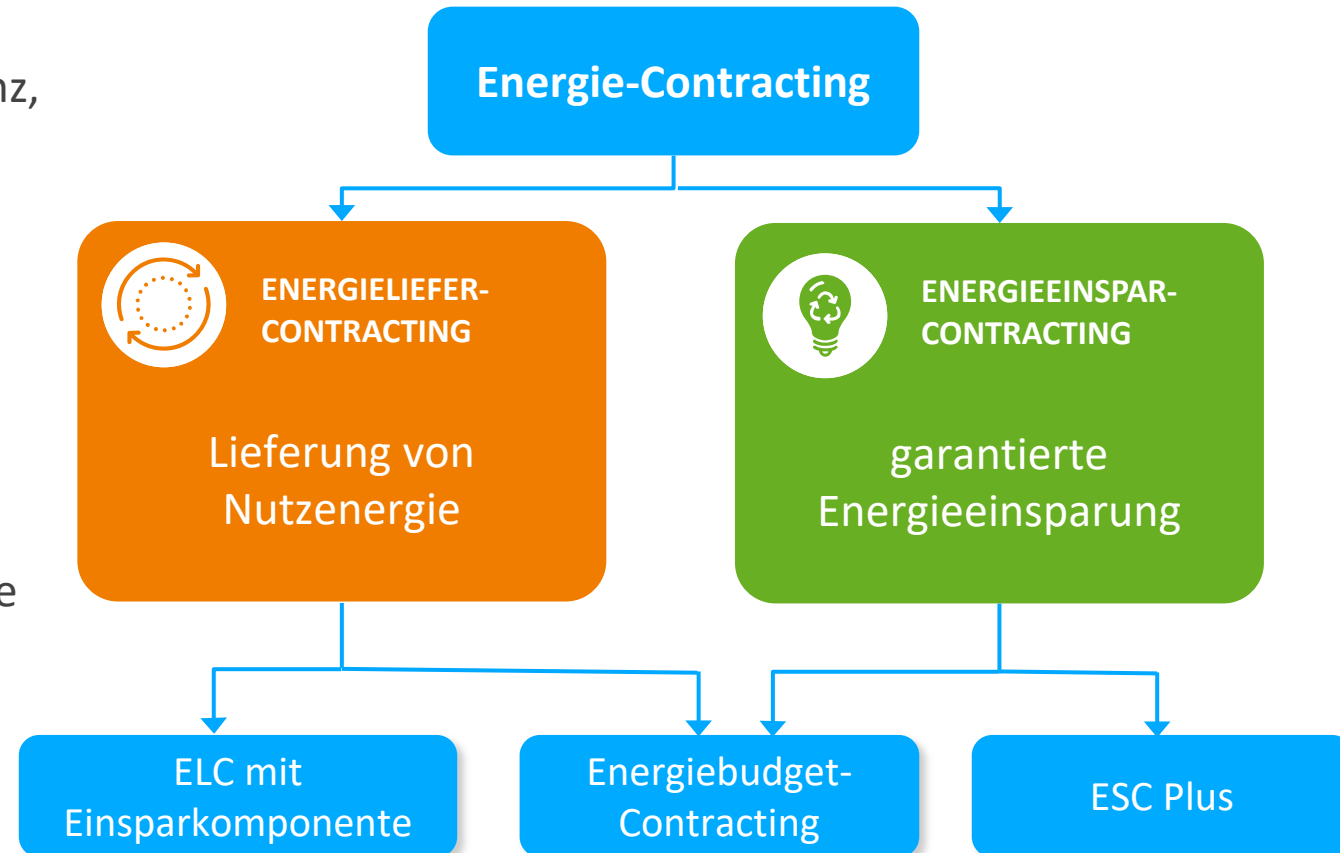 nz,
Energie-Contracting
ENERGIELIEFER-
CONTRACTING
Lieferung von
Nutzenergie
ENERGIEEINSPAR-
CONTRACTING
garantierte
Energieeinsparung
e
ELC mit
Einsparkomponente
Energiebudget-
Contracting
ESC Plus